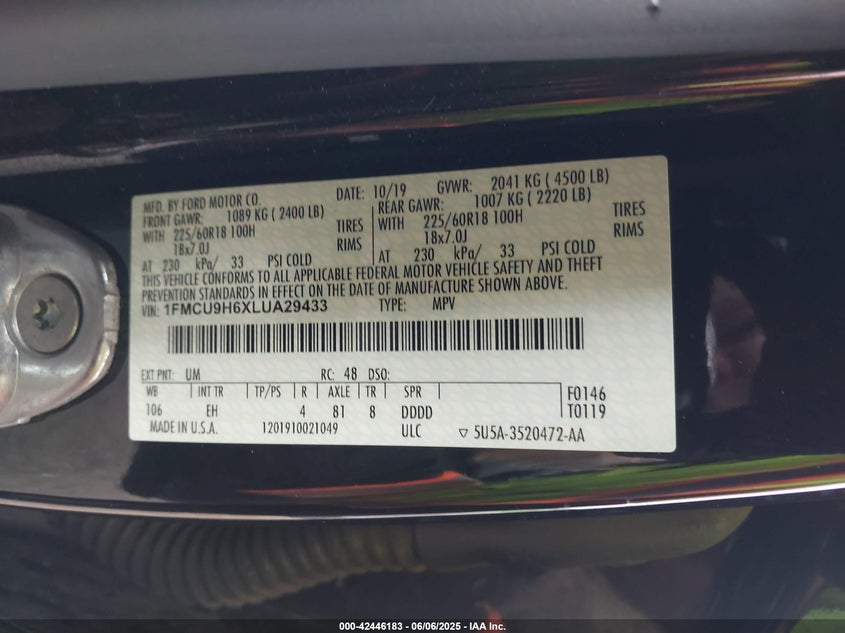 MFD. BY FORD MOTOR CO. DATE: 10/19 GVWR: 2041 KG ( 4500 LB)
FRONT GAWR: 1089 KG (2400 LB) REAR GAWR: 1007 KG ( 2220 LB)
WITH 225/60R18 100H TIRES WITH 225/60R18 100H TIRES
18x7.0J RIMS 18x7.0J RIMS
AT 230 kPa/ 33 PSI COLD AT 230 kPa/ 33 PSI COLD
THIS VEHICLE CONFORMS TO ALL APPLICABLE FEDERAL MOTOR VEHICLE SAFETY AND THEFT
PREVENTION STANDARDS IN EFFECT ON THE DATE OF MANUFACTURE SHOWN ABOVE.
VIN: 1FMCU9H6XLUA29433 TYPE: MPV
EXT PNT: UM RC: 48 DSO:
WB INT TR TP/PS R AXLE TR SPR F0146
106 EH 4 81 8 DDDD T0119
MADE IN U.S.A. 1201910021049 ULC ▽ 5U5A-3520472-AA
000-42446183 - 06/06/2025 - IAA Inc.